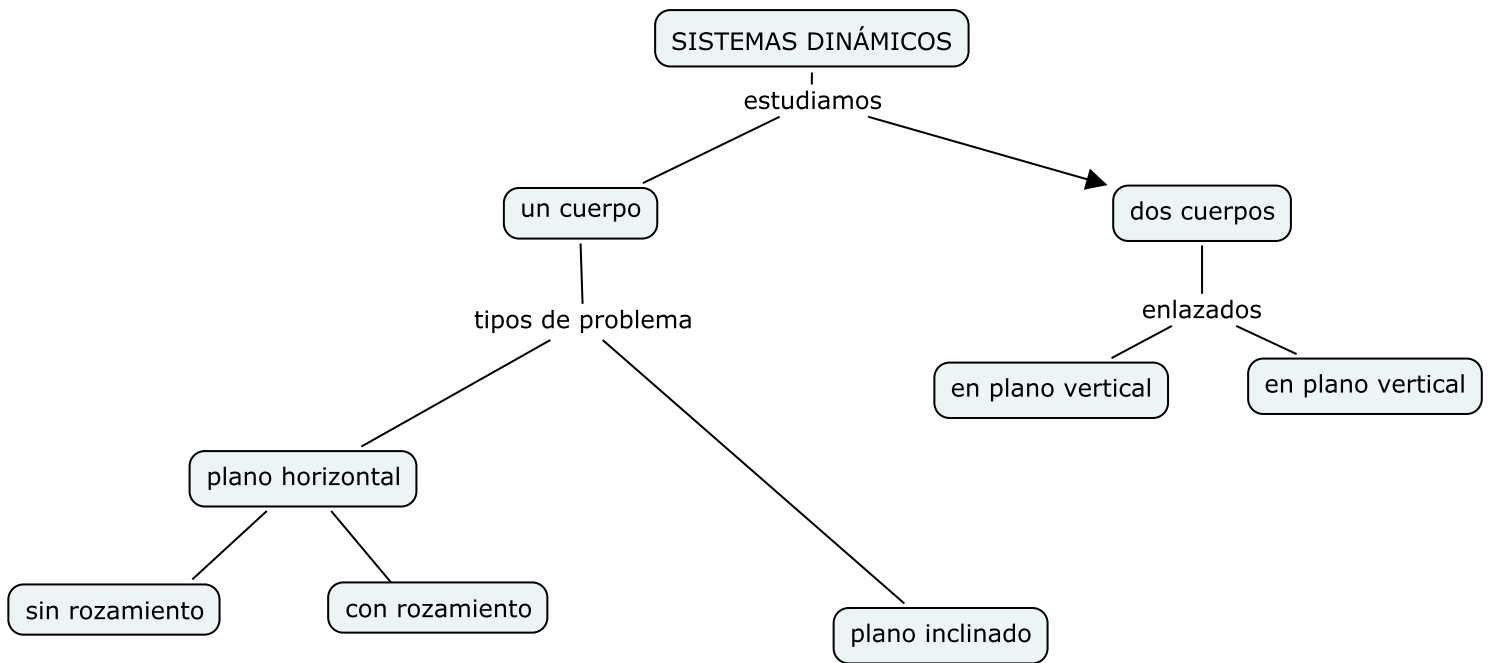 SISTEMAS DINÁMICOS
estudiamos
un cuerpo
dos cuerpos
tipos de problema
enlazados
en plano vertical
en plano vertical
plano horizontal
sin rozamiento
con rozamiento
plano inclinado